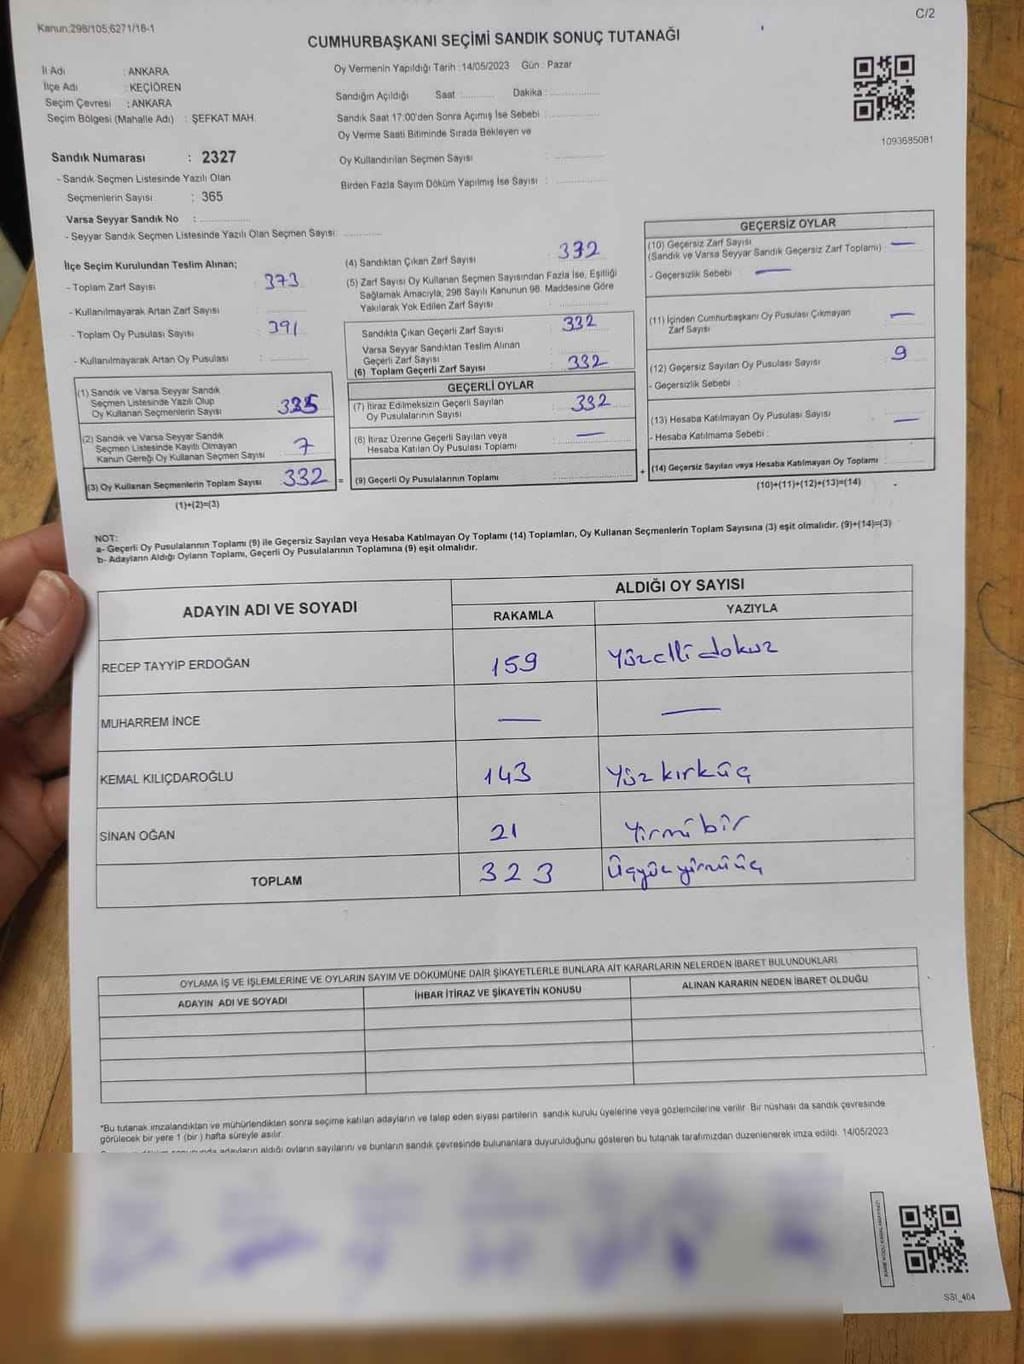 Kanun:298/105,6271/16-1
C/2
CUMHURBAŞKANI SEÇİMİ SANDIK SONUÇ TUTANAĞI
İl Adı : ANKARA
İlçe Adı : KEÇİÖREN
Seçim Çevresi : ANKARA
Seçim Bölgesi (Mahalle Adı) : ŞEFKAT MAH.
Oy Vermenin Yapıldığı Tarih : 14/05/2023 Gün : Pazar
Sandığın Açıldığı Saat : Dakika :
Sandık Saat 17:00'den Sonra Açımış İse Sebebi :
Oy Verme Saati Bitiminde Sırada Bekleyen ve
Oy Kullandırılan Seçmen Sayısı :
Birden Fazla Sayım Döküm Yapılmış İse Sayısı :
1093685081
Sandık Numarası : 2327
- Sandık Seçmen Listesinde Yazılı Olan
Seçmenlerin Sayısı : 365
Varsa Seyyar Sandık No :
- Seyyar Sandık Seçmen Listesinde Yazılı Olan Seçmen Sayısı:
İlçe Seçim Kurulundan Teslim Alınan;
- Toplam Zarf Sayısı : 373
- Kullanılmayarak Artan Zarf Sayısı :
- Toplam Oy Pusulası Sayısı : 391
- Kullanılmayarak Artan Oy Pusulası :
(1) Sandık ve Varsa Seyyar Sandık
Seçmen Listesinde Yazılı Olup
Oy Kullanan Seçmenlerin Sayısı 325
(2) Sandık ve Varsa Seyyar Sandık
Seçmen Listesinde Kayıtlı Olmayan
Kanun Gereği Oy Kullanan Seçmen Sayısı 7
(3) Oy Kullanan Seçmenlerin Toplam Sayısı 332 =
(1)+(2)=(3)
(4) Sandıktan Çıkan Zarf Sayısı : 332
(5) Zarf Sayısı Oy Kullanan Seçmen Sayısından Fazla İse, Eşitliği
Sağlamak Amacıyla, 298 Sayılı Kanunun 98. Maddesine Göre
Yakılarak Yok Edilen Zarf Sayısı :
Sandıkta Çıkan Geçerli Zarf Sayısı : 332
Varsa Seyyar Sandıktan Teslim Alınan
Geçerli Zarf Sayısı
(6) Toplam Geçerli Zarf Sayısı : 332
GEÇERLİ OYLAR
(7) İtiraz Edilmeksizin Geçerli Sayılan
Oy Pusulalarının Sayısı : 332
(8) İtiraz Üzerine Geçerli Sayılan veya
Hesaba Katılan Oy Pusulası Toplamı : —
(9) Geçerli Oy Pusulalarının Toplamı +
GEÇERSİZ OYLAR
(10) Geçersiz Zarf Sayısı
(Sandık ve Varsa Seyyar Sandık Geçersiz Zarf Toplamı) : —
- Geçersizlik Sebebi : —
(11) İçinden Cumhurbaşkanı Oy Pusulası Çıkmayan
Zarf Sayısı : —
(12) Geçersiz Sayılan Oy Pusulası Sayısı : 9
- Geçersizlik Sebebi :
(13) Hesaba Katılmayan Oy Pusulası Sayısı : —
- Hesaba Katılmama Sebebi :
(14) Geçersiz Sayılan veya Hesaba Katılmayan Oy Toplamı
(10)+(11)+(12)+(13)=(14)
NOT:
a- Geçerli Oy Pusulalarının Toplamı (9) ile Geçersiz Sayılan veya Hesaba Katılmayan Oy Toplamı (14) Toplamları, Oy Kullanan Seçmenlerin Toplam Sayısına (3) eşit olmalıdır. (9)+(14)=(3)
b- Adayların Aldığı Oyların Toplamı, Geçerli Oy Pusulalarının Toplamına (9) eşit olmalıdır.
ADAYIN ADI VE SOYADI
ALDIĞI OY SAYISI
RAKAMLA YAZIYLA
RECEP TAYYİP ERDOĞAN 159 Yüzelli dokuz
MUHARREM İNCE — —
KEMAL KILIÇDAROĞLU 143 Yüz kırküç
SİNAN OĞAN 21 Yirmi bir
TOPLAM 323 Üçyüz yirmiüç
OYLAMA İŞ VE İŞLEMLERİNE VE OYLARIN SAYIM VE DÖKÜMÜNE DAİR ŞİKAYETLERLE BUNLARA AİT KARARLARIN NELERDEN İBARET BULUNDUKLARI
ADAYIN ADI VE SOYADI İHBAR İTİRAZ VE ŞİKAYETİN KONUSU ALINAN KARARIN NEDEN İBARET OLDUĞU
*Bu tutanak imzalandıktan ve mühürlendikten sonra seçime katılan adayların ve talep eden siyasi partilerin sandık kurulu üyelerine veya gözlemcilerine verilir. Bir nüshası da sandık çevresinde
görülecek bir yere 1 (bir) hafta süreyle asılır.
adayların aldığı oyların sayılarını ve bunların sandık çevresinde bulunanlara duyurulduğunu gösteren bu tutanak tarafımızdan düzenlenerek imza edildi. 14/05/2023
SSI_404